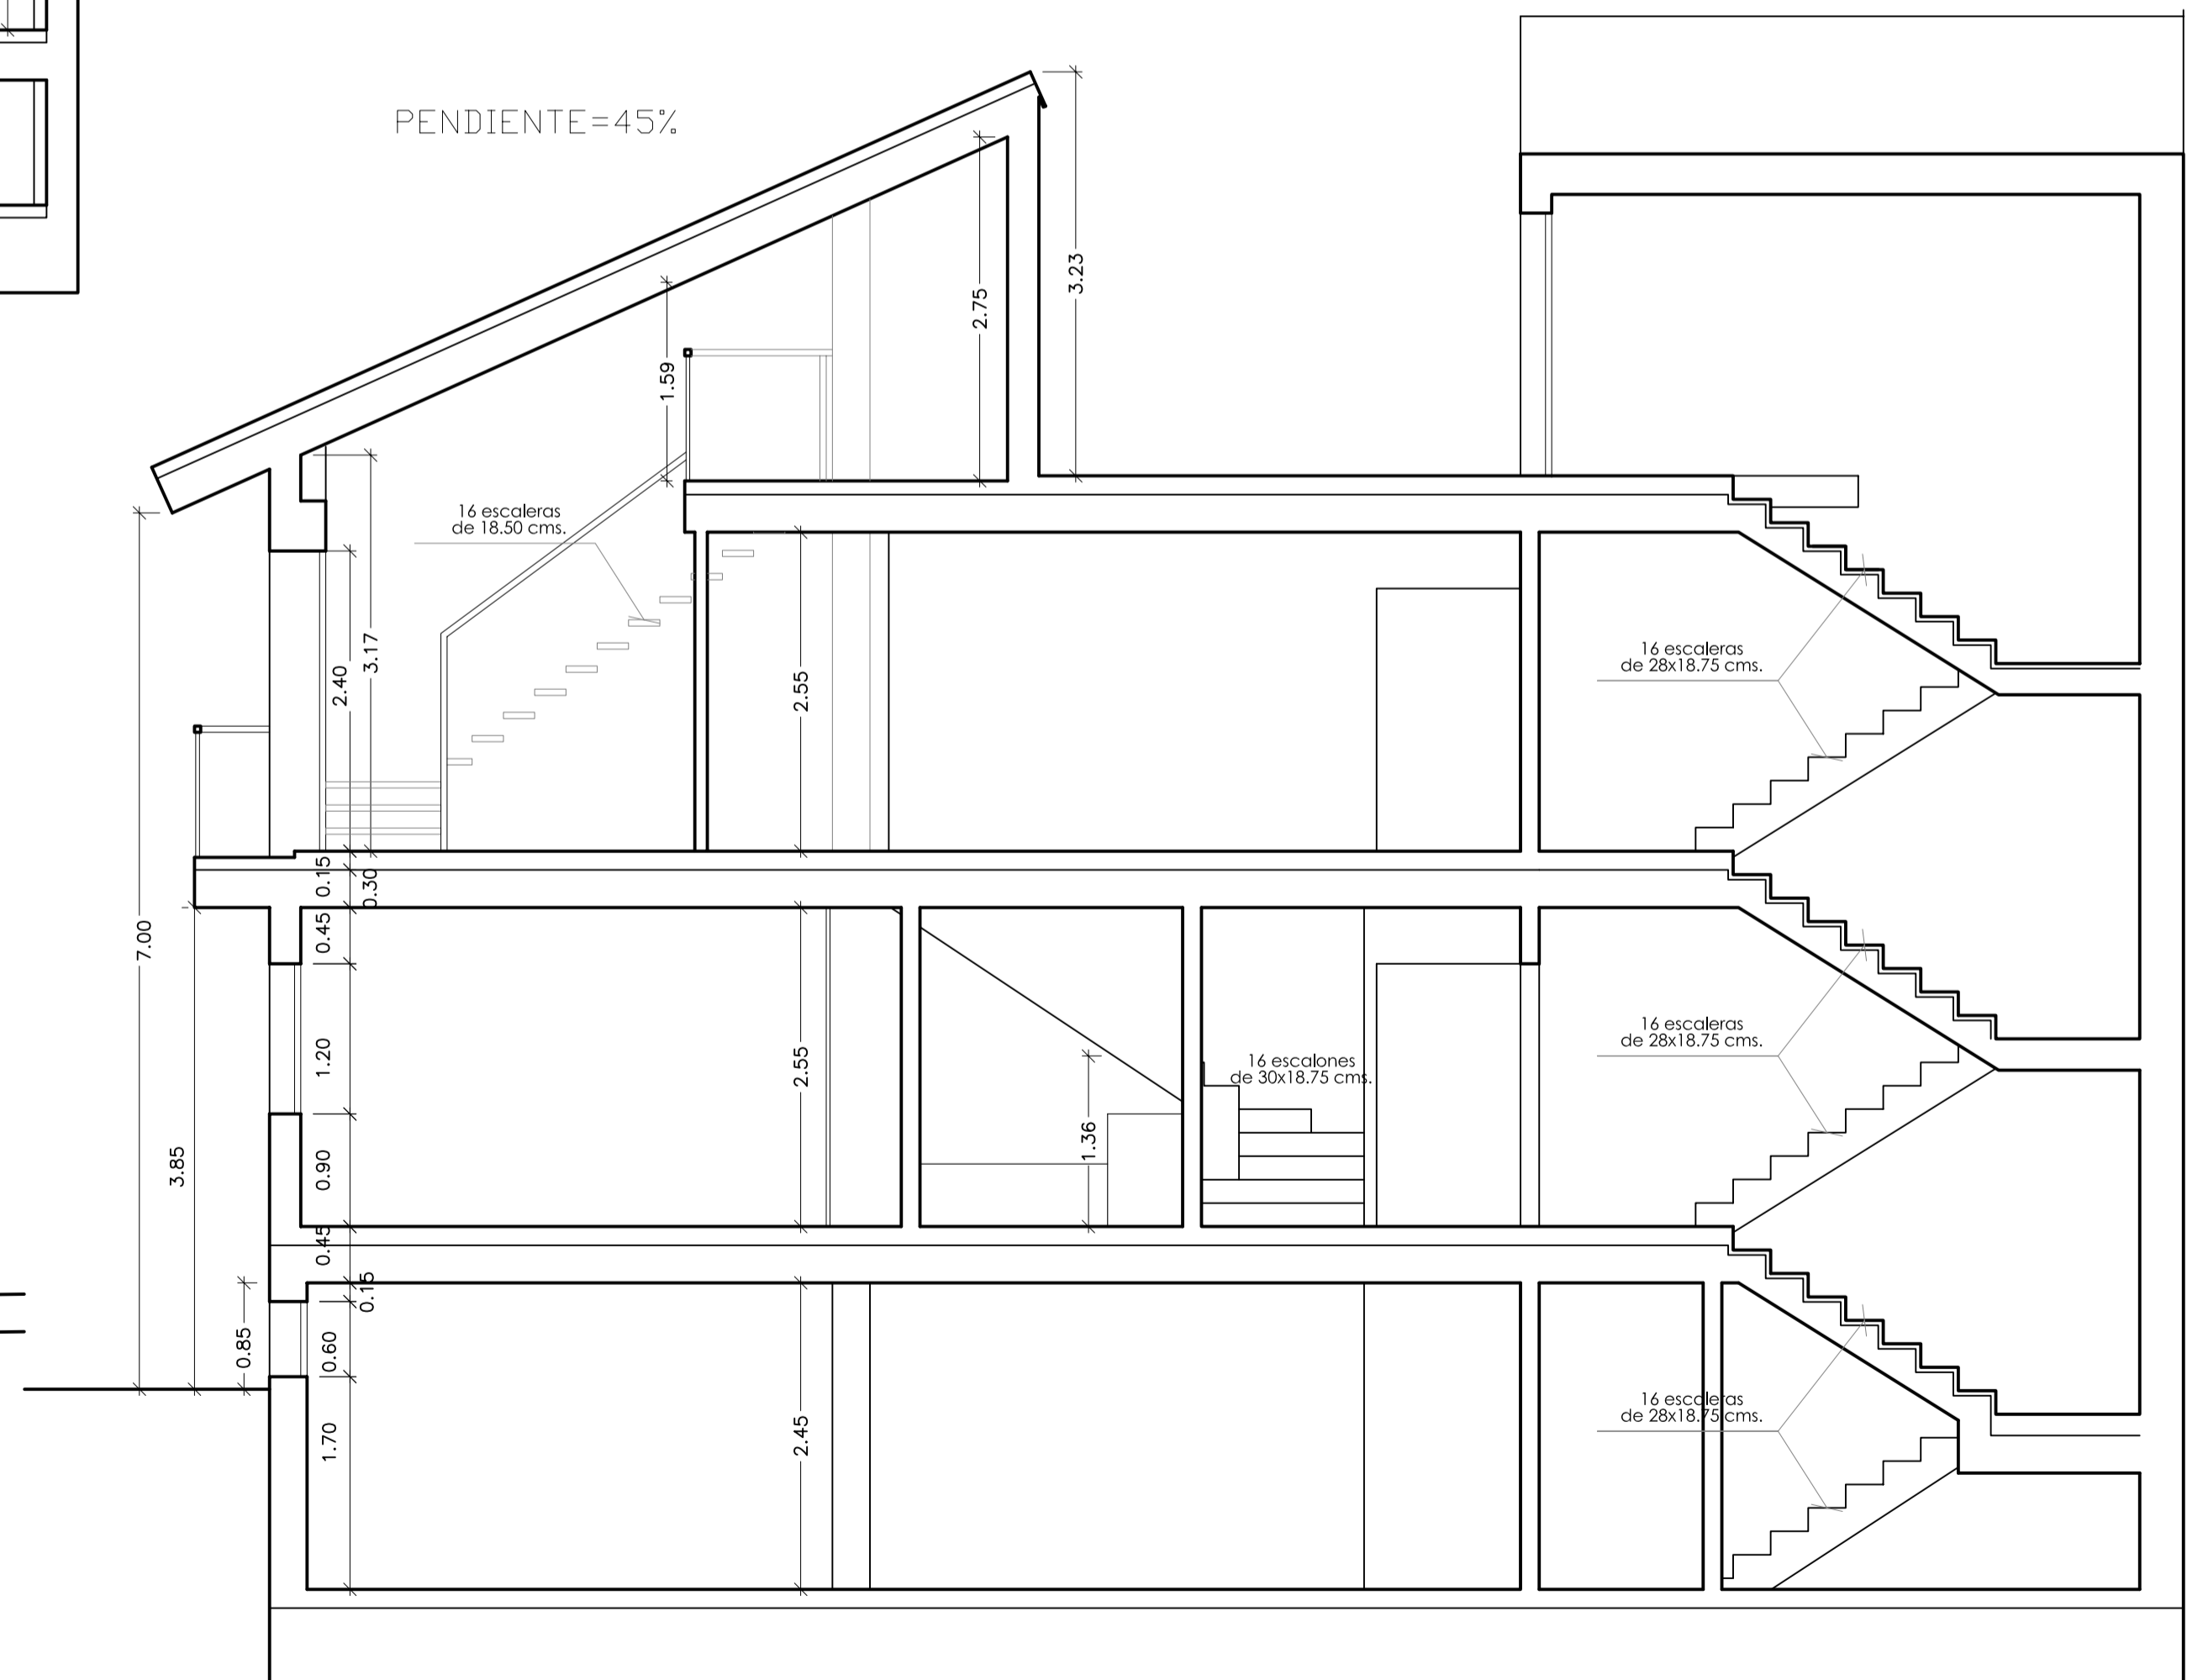 PENDIENTE=45%
3.23
2.75
1.59
16 escaleras
de 18.50 cms.
3.17
2.40
2.55
16 escaleras
de 28x18.75 cms.
0.15
0.30
0.45
7.00
3.85
1.20
2.55
1.36
16 escalones
de 30x18.75 cms.
16 escaleras
de 28x18.75 cms.
0.90
0.45
0.15
0.85
0.60
1.70
2.45
16 escaleras
de 28x18.75 cms.